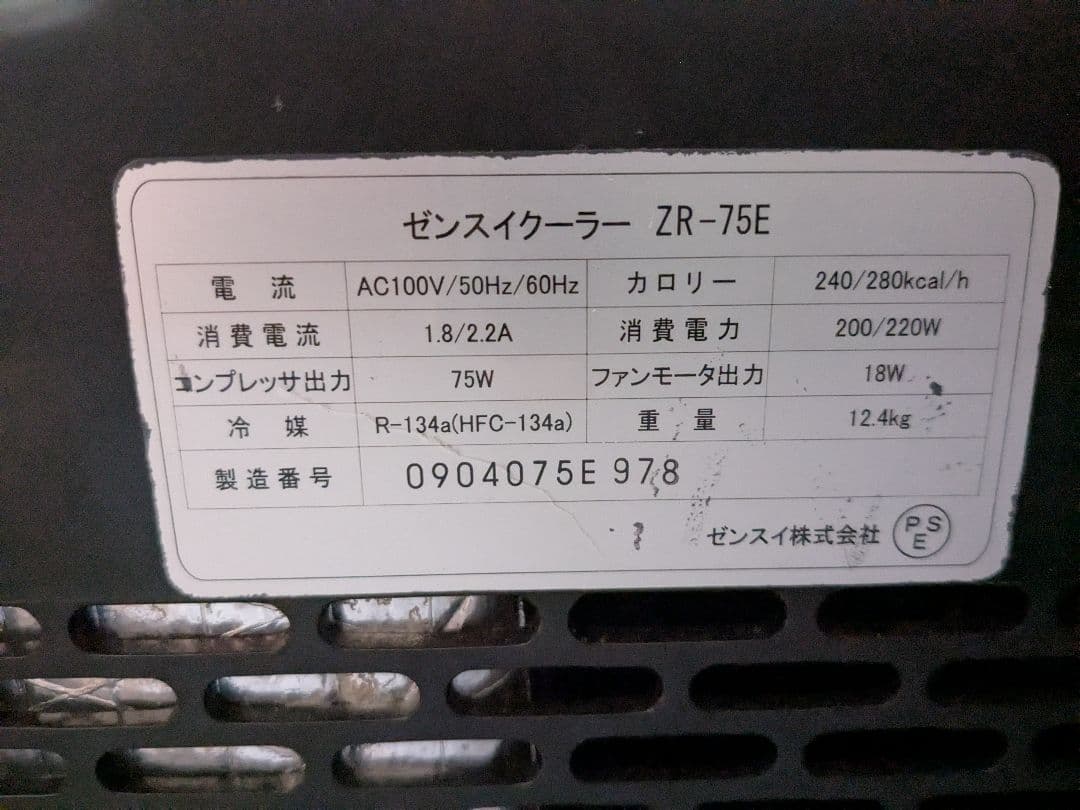 ゼンスイクーラー ZR-75E
電 流 AC100V/50Hz/60Hz カロリー 240/280kcal/h
消費電流 1.8/2.2A 消費電力 200/220W
コンプレッサ出力 75W ファンモータ出力 18W
冷 媒 R-134a(HFC-134a) 重 量 12.4kg
製造番号 0904075E 978
ゼンスイ株式会社 PSE